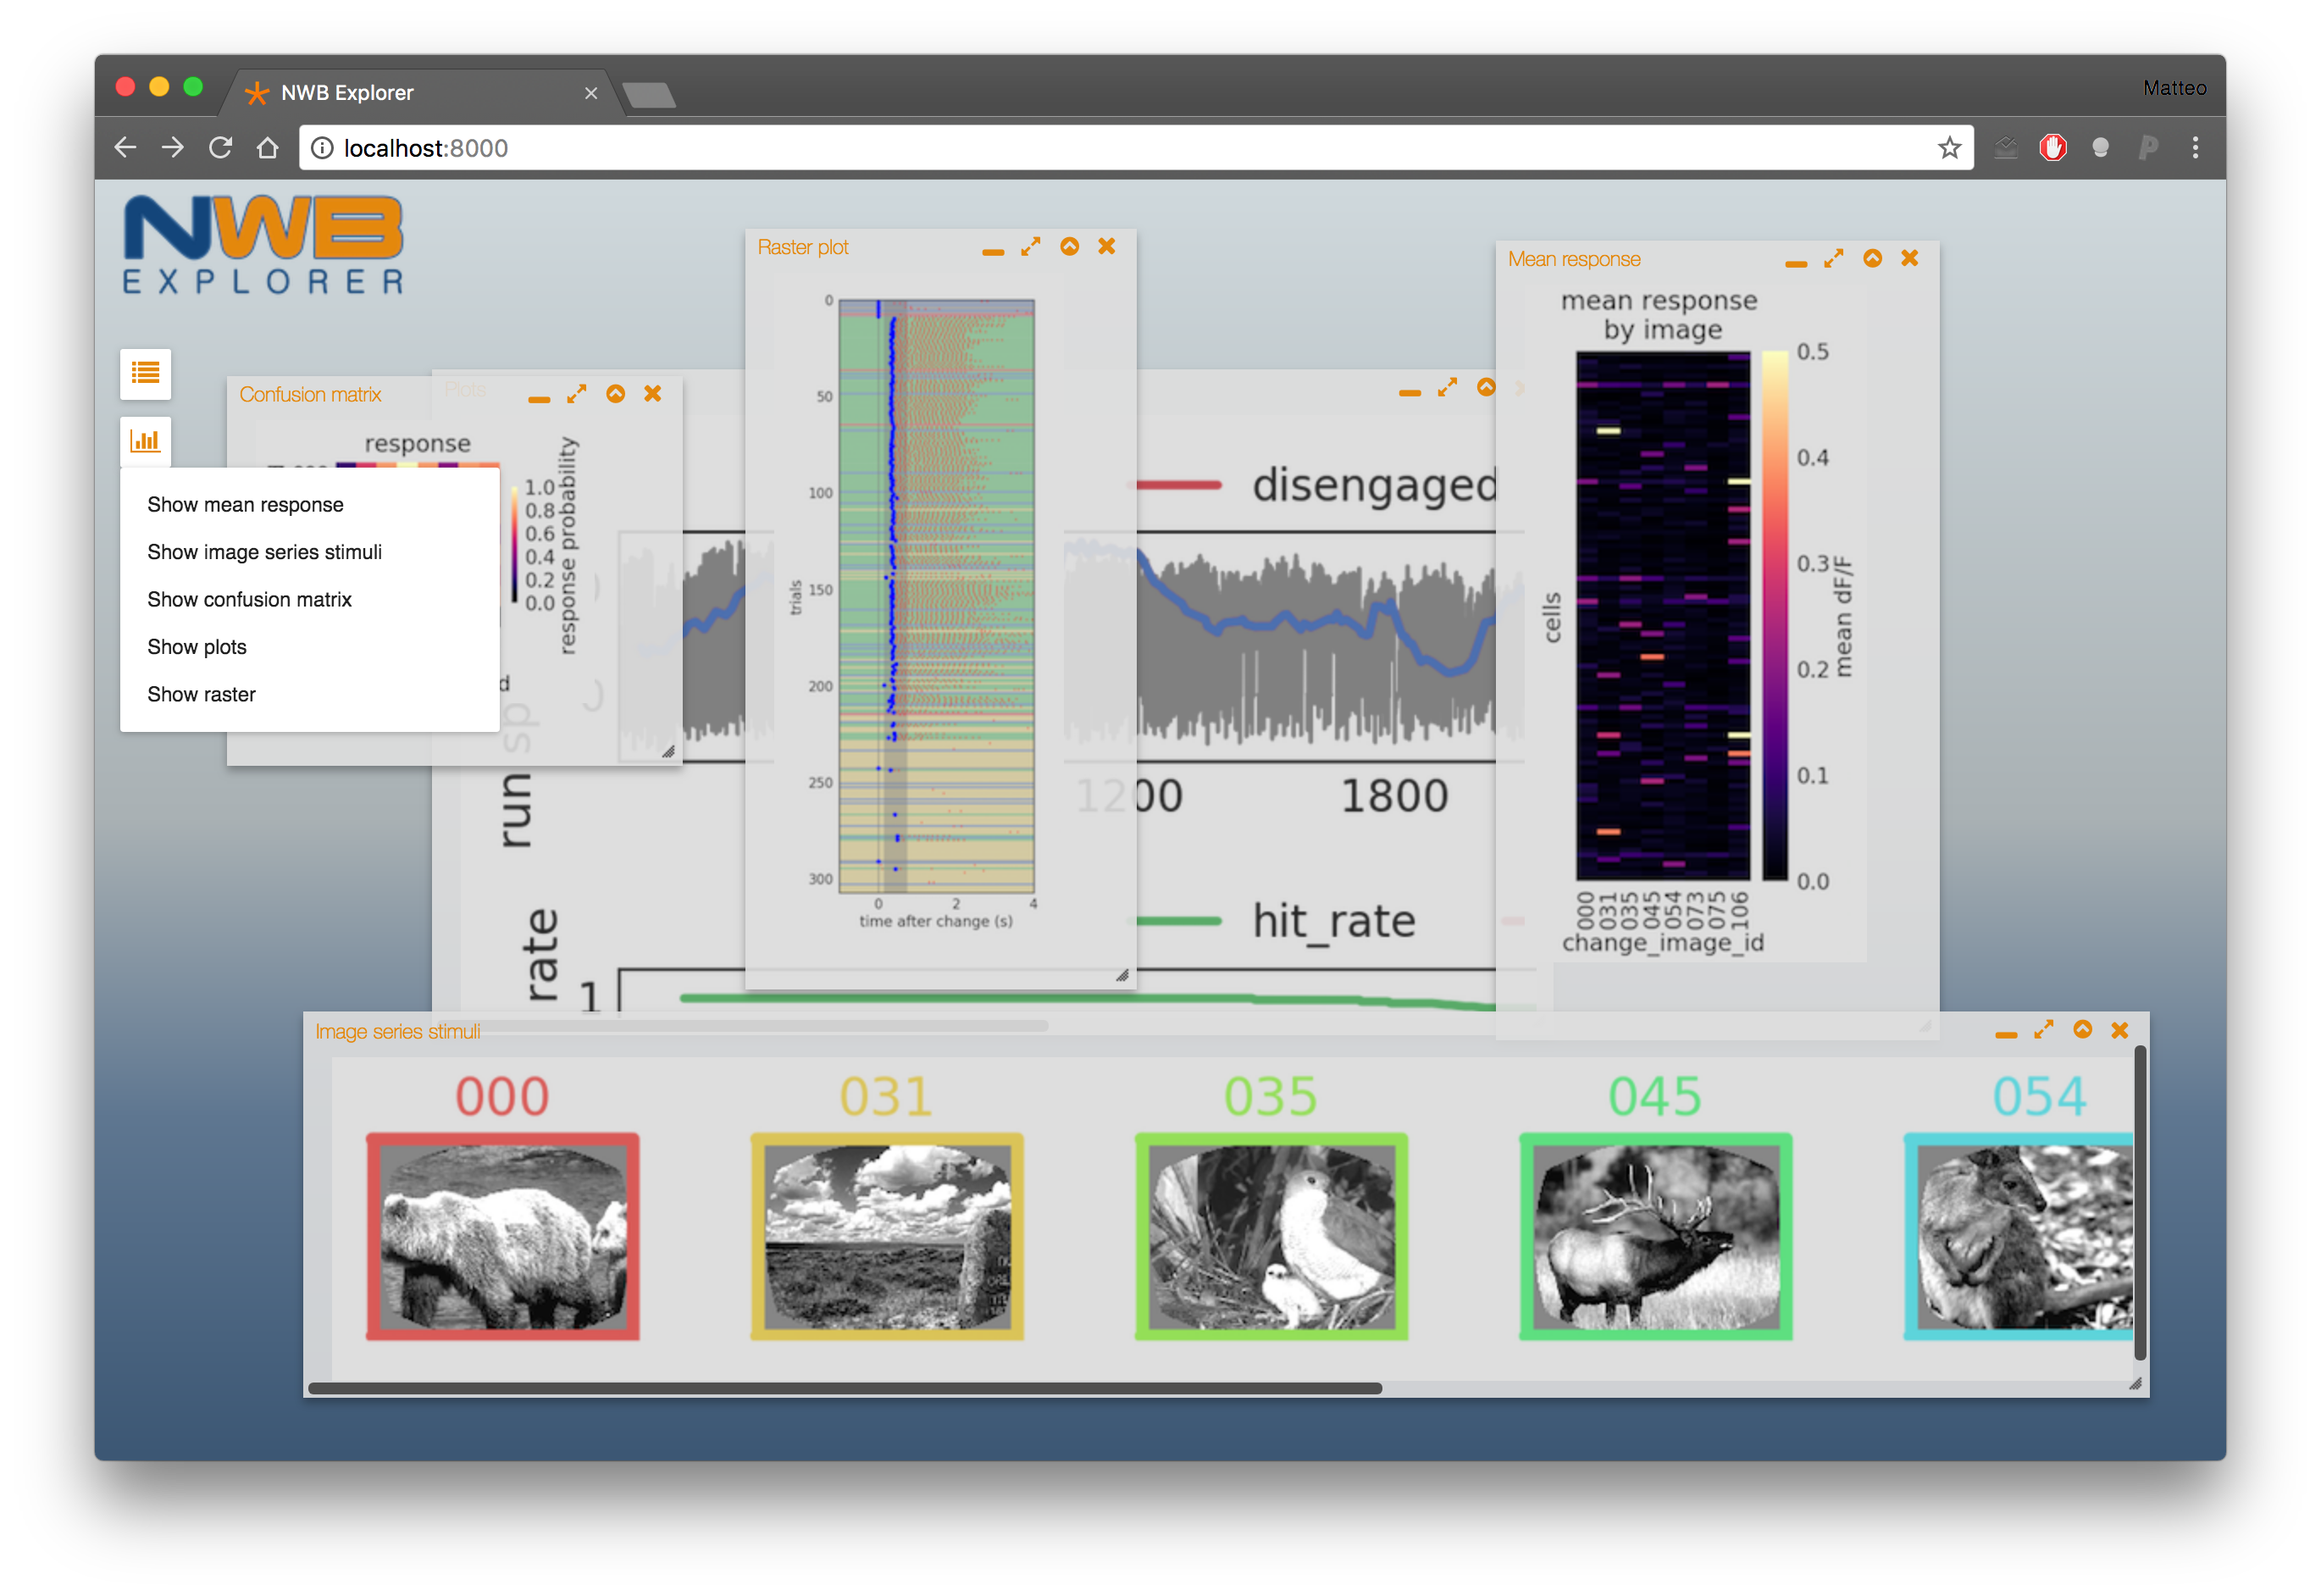 NWB Explorer
Matteo
localhost:8000
NWB
EXPLORER
Raster plot
0
50
100
150
200
250
300
trials
0 2 4
time after change (s)
Mean response
mean response
by image
0.5
0.4
0.3
0.2
0.1
0.0
mean dF/F
cells
000 031 035 045 054 073 075 106
change_image_id
Confusion matrix
response
1.0
0.8
0.6
0.4
0.2
0.0
response probability
Show mean response
Show image series stimuli
Show confusion matrix
Show plots
Show raster
Plots
disengaged
run sp
1200 1800
hit_rate
rate
1
Image series stimuli
000 031 035 045 054